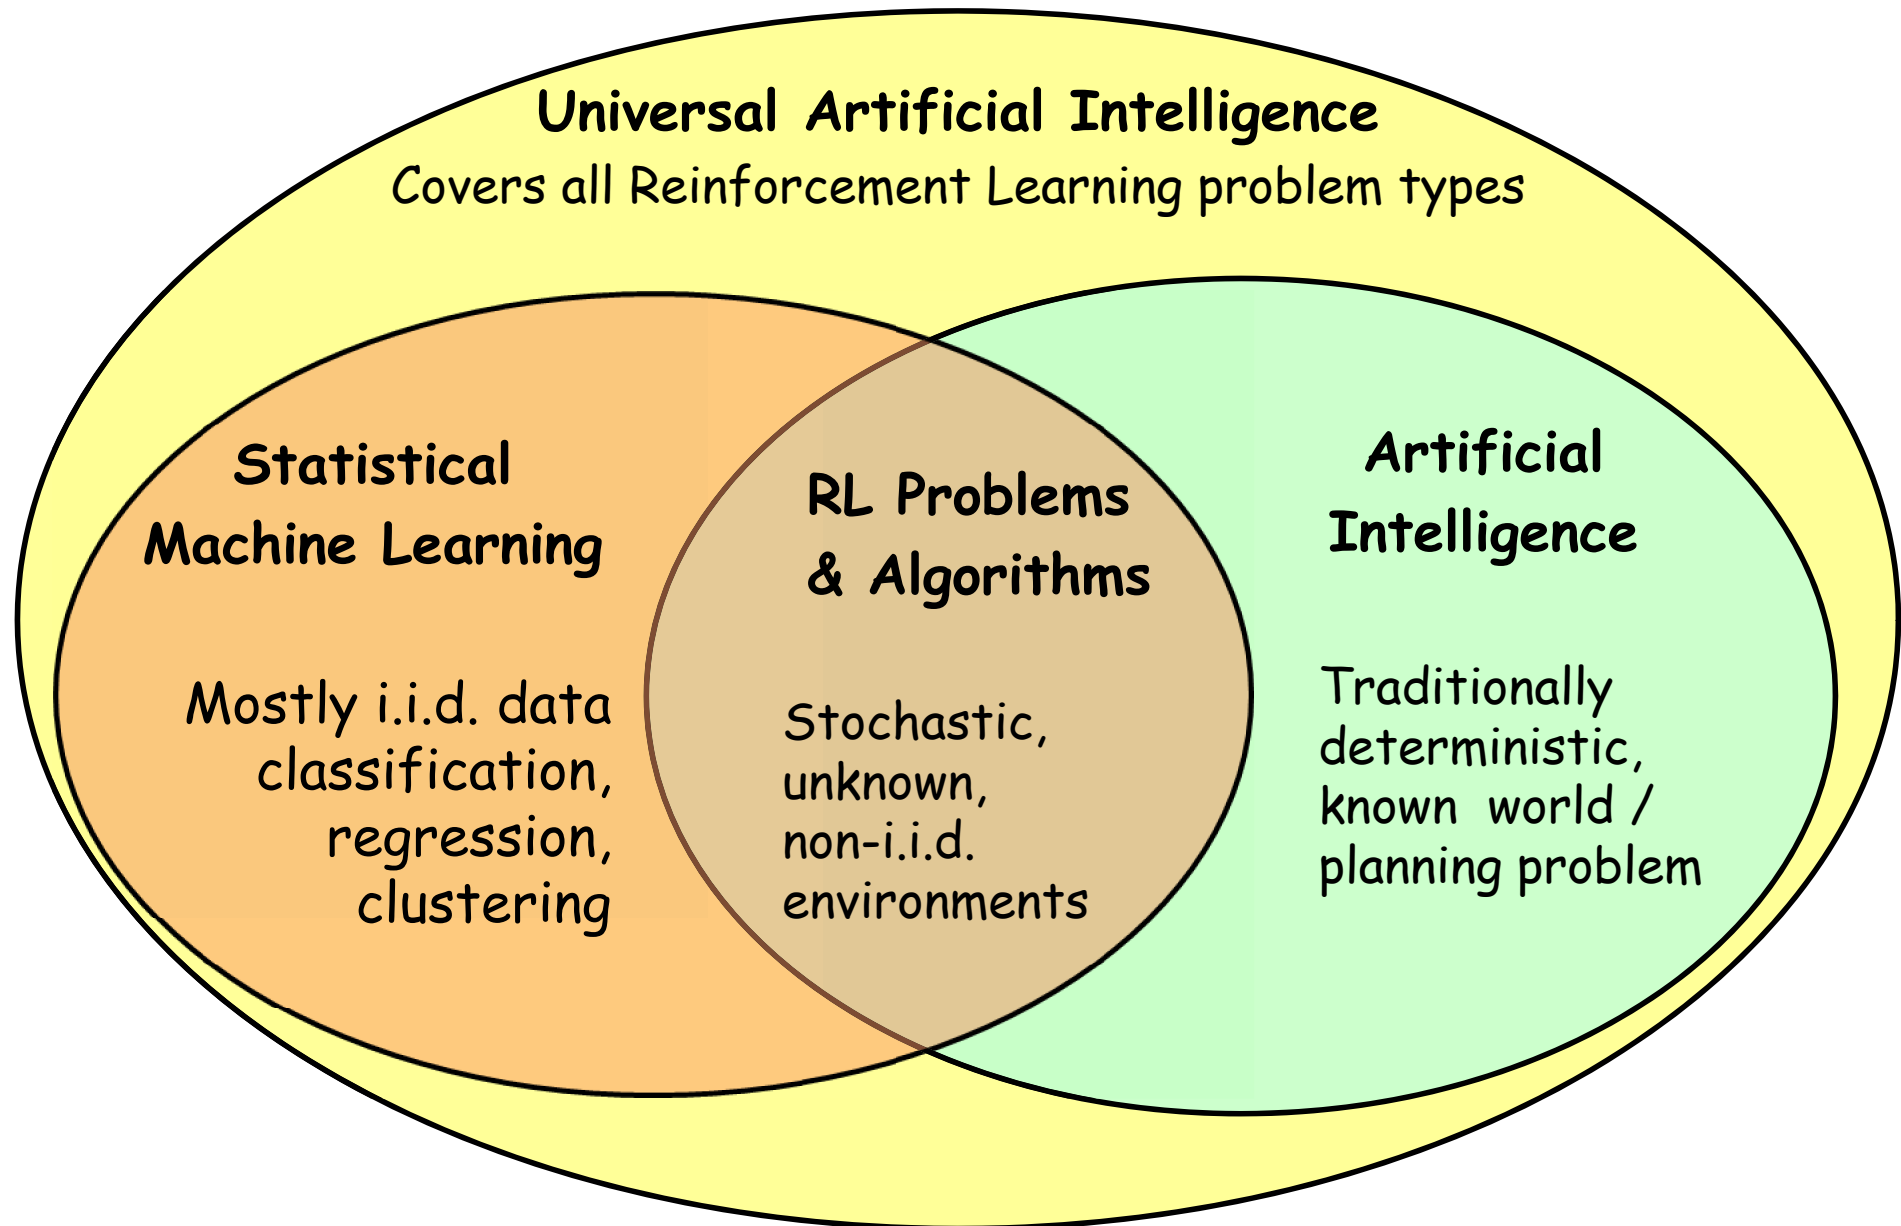 Universal Artificial Intelligence
Covers all Reinforcement Learning problem types
Statistical
Machine Learning
Mostly i.i.d. data
classification,
regression,
clustering
RL Problems
& Algorithms
Stochastic,
unknown,
non-i.i.d.
environments
Artificial
Intelligence
Traditionally
deterministic,
known world /
planning problem